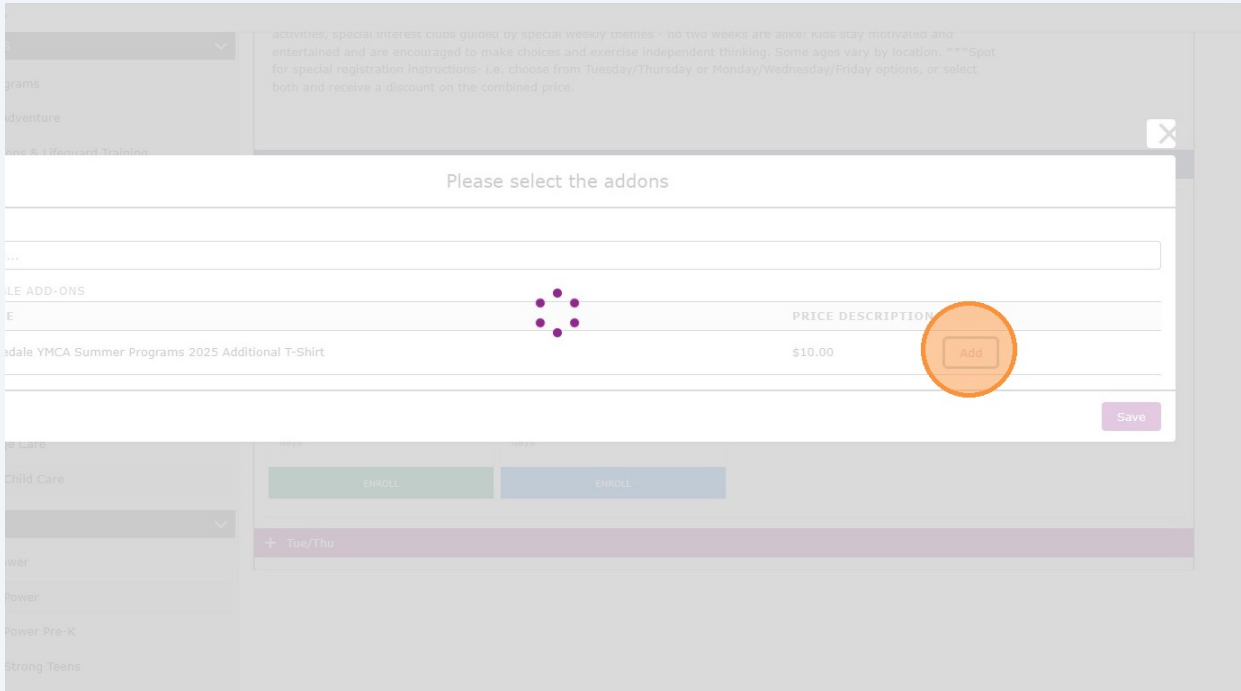 activities, special interest clubs guided by special weekly themes - no two weeks are alike! Kids stay motivated and
entertained and are encouraged to make choices and exercise independent thinking. Some ages vary by location. ***Spot
for special registration instructions- i.e. choose from Tuesday/Thursday or Monday/Wednesday/Friday options, or select
both and receive a discount on the combined price.
grams
dventure
ons & Lifeguard Training
Please select the addons
...
LE ADD-ONS
E
PRICE DESCRIPTION
edale YMCA Summer Programs 2025 Additional T-Shirt
$10.00
Add
Save
ge Care
days
days
Child Care
ENROLL
ENROLL
+ Tue/Thu
wer
Power
Power Pre-K
Strong Teens